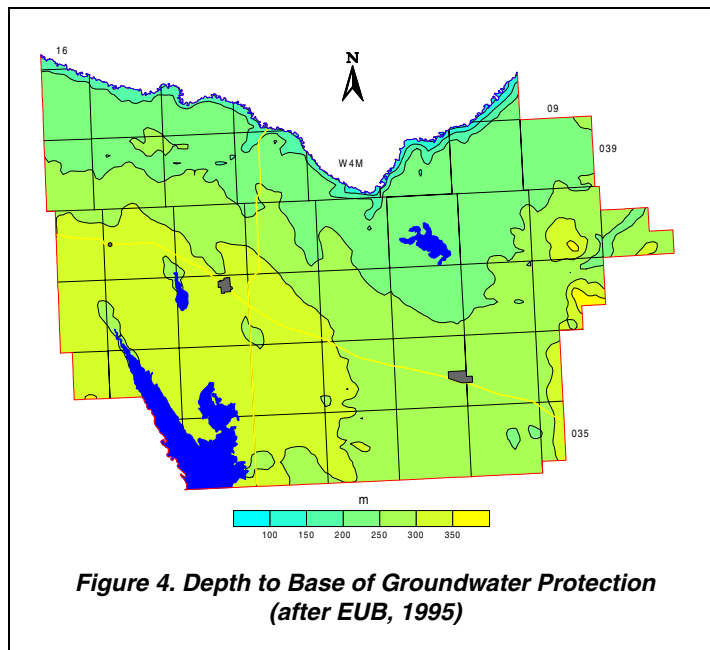 16
N
09
039
W4M
035
m
100 150 200 250 300 350
Figure 4. Depth to Base of Groundwater Protection
(after EUB, 1995)